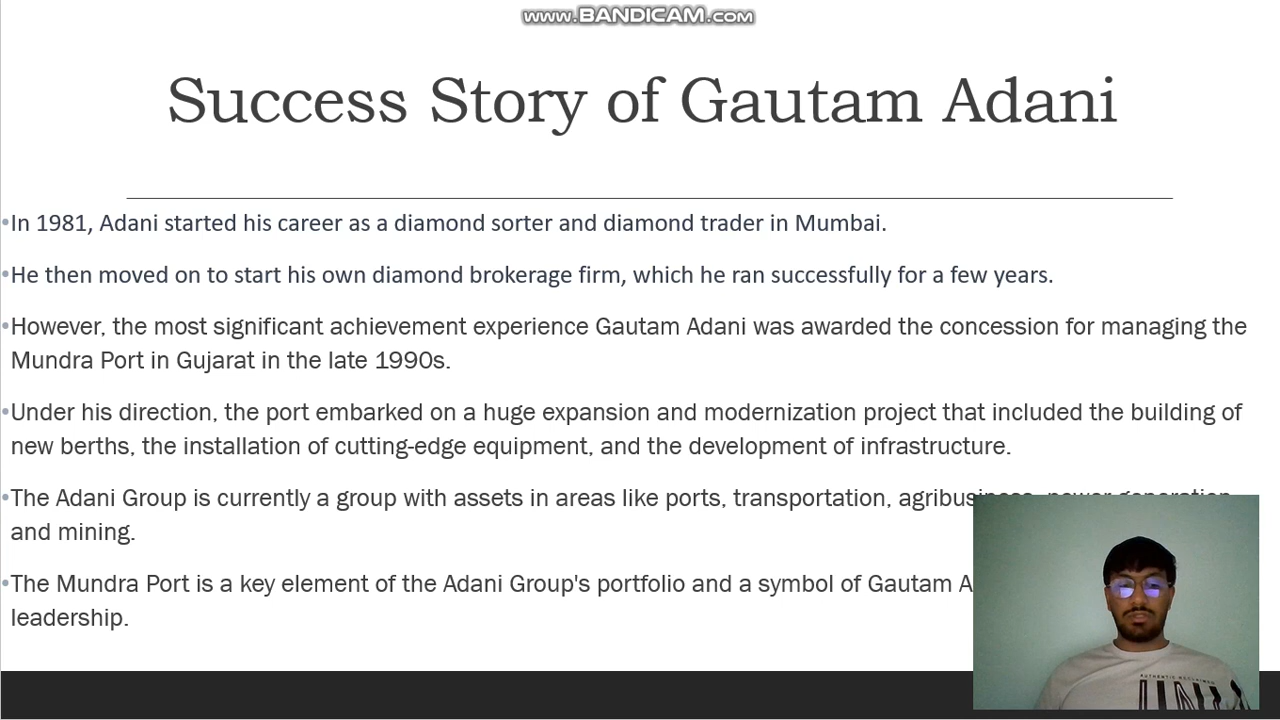 www.BANDICAM.com
Success Story of Gautam Adani
•In 1981, Adani started his career as a diamond sorter and diamond trader in Mumbai.
•He then moved on to start his own diamond brokerage firm, which he ran successfully for a few years.
•However, the most significant achievement experience Gautam Adani was awarded the concession for managing the
Mundra Port in Gujarat in the late 1990s.
•Under his direction, the port embarked on a huge expansion and modernization project that included the building of
new berths, the installation of cutting-edge equipment, and the development of infrastructure.
•The Adani Group is currently a group with assets in areas like ports, transportation, agribusiness, power generation
and mining.
•The Mundra Port is a key element of the Adani Group's portfolio and a symbol of Gautam
leadership.